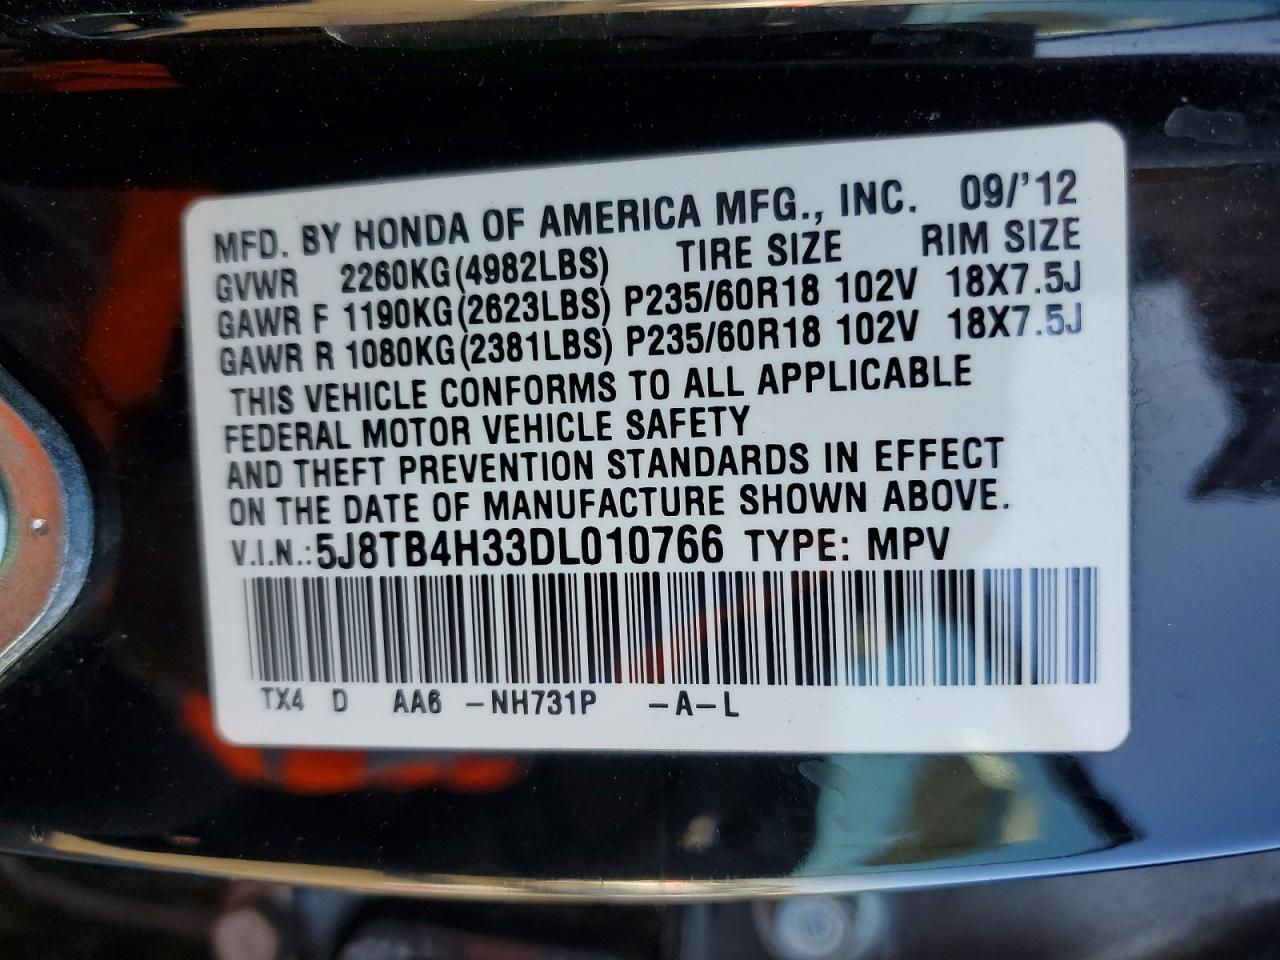 MFD. BY HONDA OF AMERICA MFG., INC. 09/'12
GVWR 2260KG(4982LBS) TIRE SIZE RIM SIZE
GAWR F 1190KG(2623LBS) P235/60R18 102V 18X7.5J
GAWR R 1080KG(2381LBS) P235/60R18 102V 18X7.5J
THIS VEHICLE CONFORMS TO ALL APPLICABLE
FEDERAL MOTOR VEHICLE SAFETY
AND THEFT PREVENTION STANDARDS IN EFFECT
ON THE DATE OF MANUFACTURE SHOWN ABOVE.
V.I.N.:5J8TB4H33DL010766 TYPE: MPV
TX4 D AA6 -NH731P -A-L